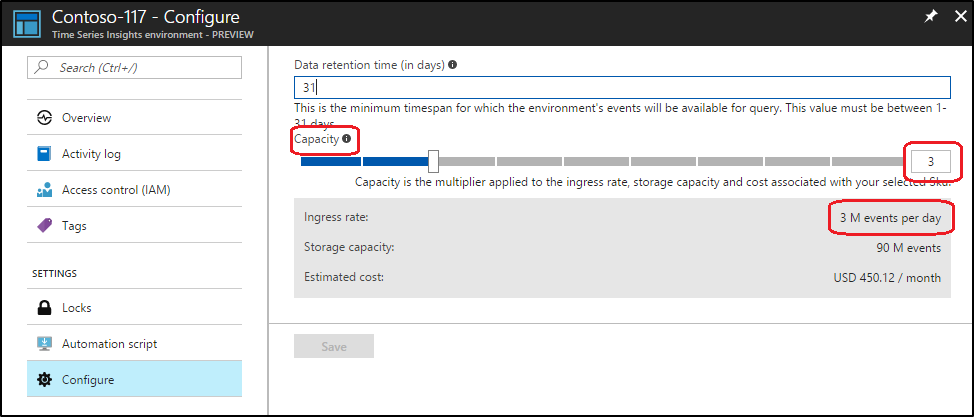 Contoso-117 - Configure
Time Series Insights environment - PREVIEW
Search (Ctrl+/)
Overview
Activity log
Access control (IAM)
Tags
SETTINGS
Locks
Automation script
Configure
Data retention time (in days)
31
This is the minimum timespan for which the environment's events will be available for query. This value must be between 1-
31 days.
Capacity
3
Capacity is the multiplier applied to the ingress rate, storage capacity and cost associated with your selected Sku.
Ingress rate: 3 M events per day
Storage capacity: 90 M events
Estimated cost: USD 450.12 / month
Save